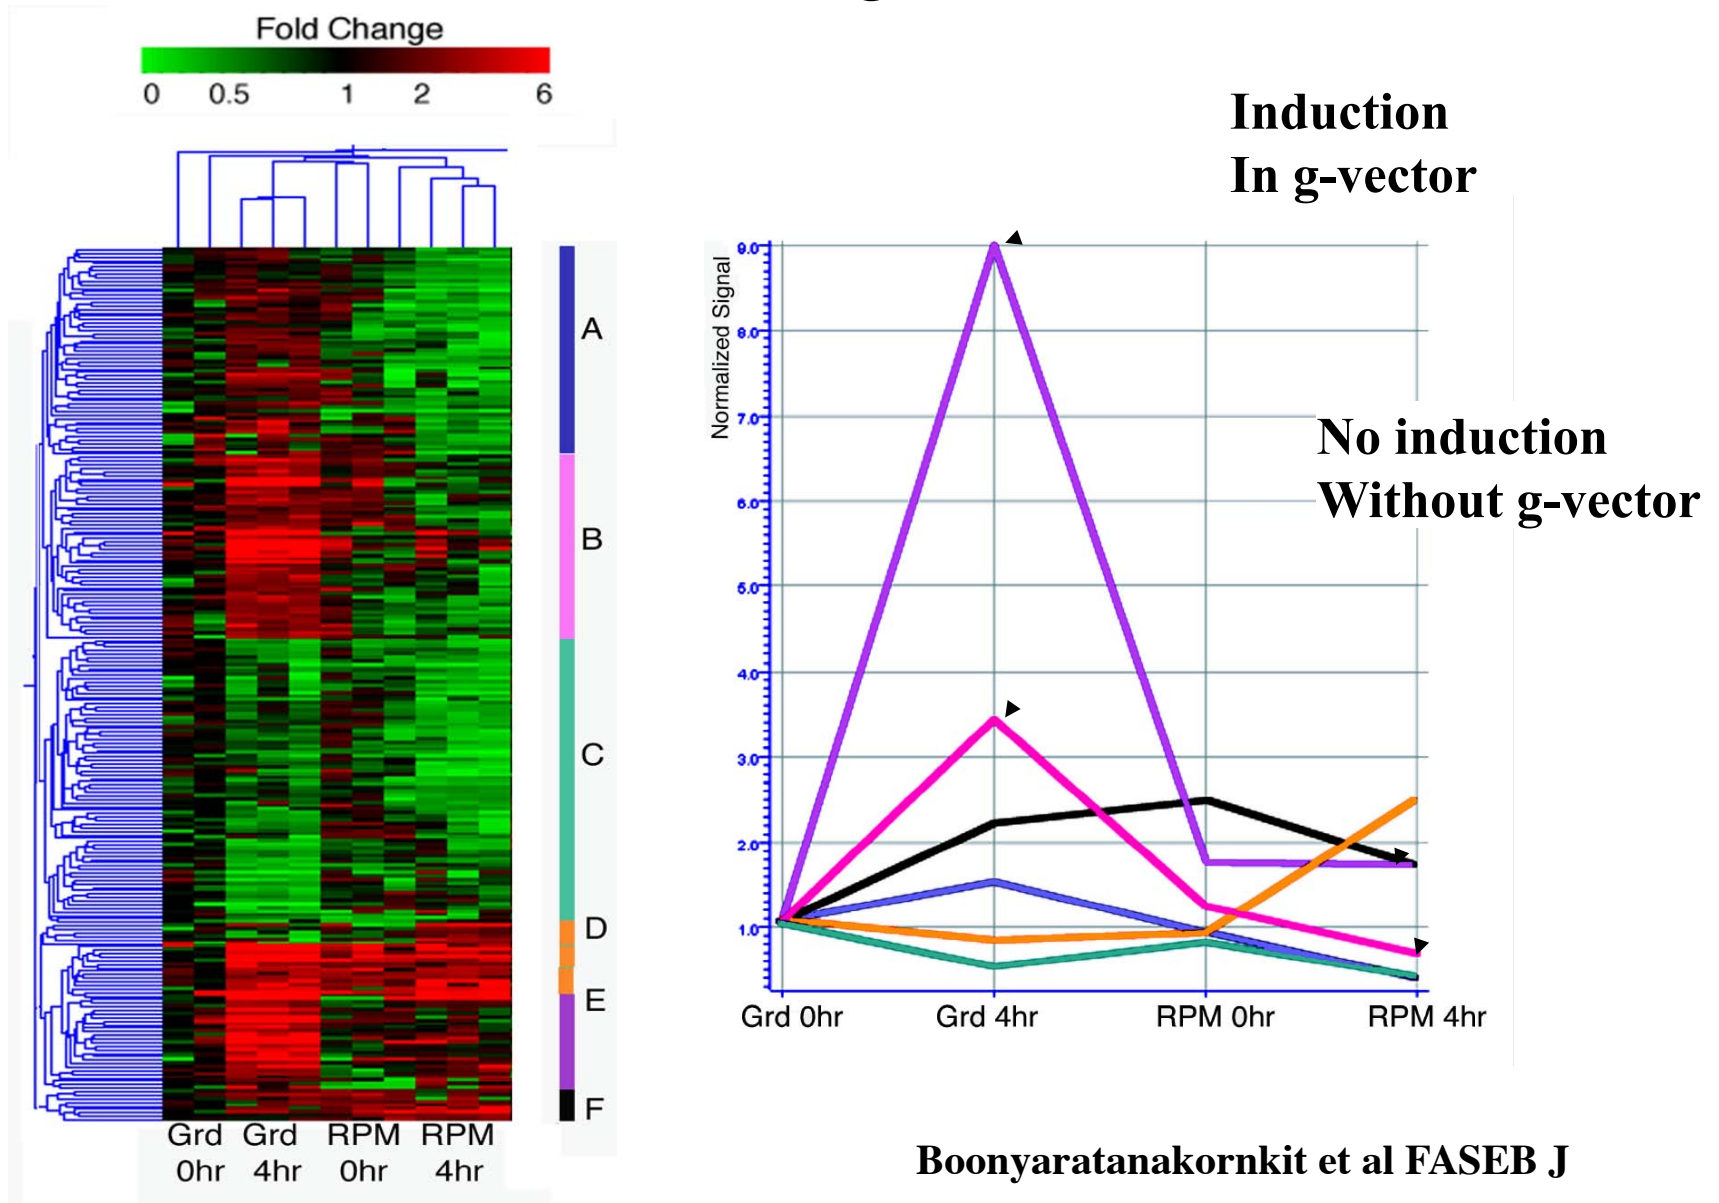 Fold Change
0 0.5 1 2 6
A
B
C
D
E
F
Grd Grd RPM RPM
0hr 4hr 0hr 4hr
Induction
In g-vector
No induction
Without g-vector
Normalized Signal
9.0
8.0
7.0
6.0
5.0
4.0
3.0
2.0
1.0
Grd 0hr Grd 4hr RPM 0hr RPM 4hr
Boonyaratanakornkit et al FASEB J